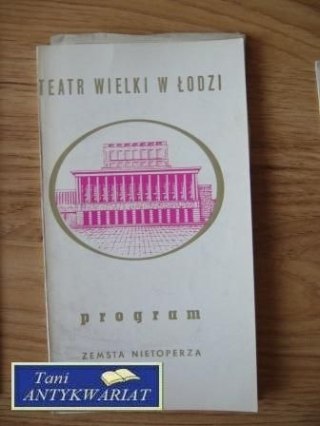 TEATR WIELKI W ŁODZI
program
ZEMSTA NIETOPERZA
Tani
ANTYKWARIAT